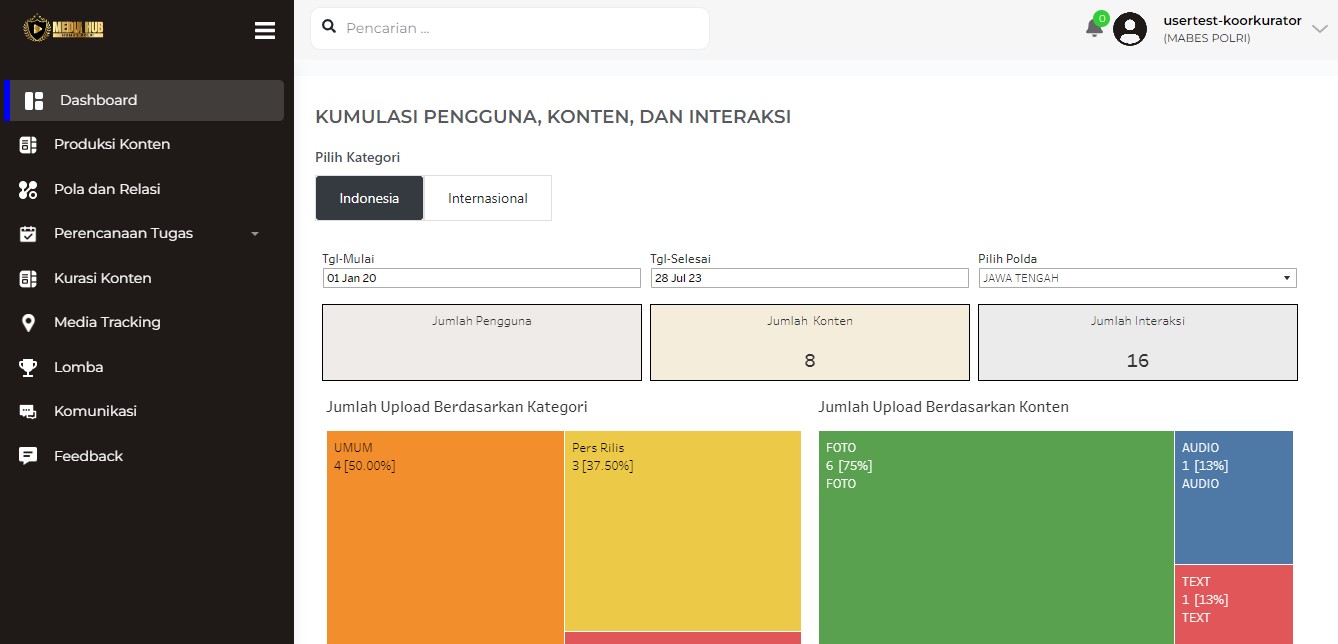 MEDIA HUB
usertest-koorkurator
Pencarian ...
0
(MABES POLRI)
Dashboard
Produksi Konten
Pola dan Relasi
Perencanaan Tugas
Kurasi Konten
Media Tracking
Lomba
Komunikasi
Feedback
KUMULASI PENGGUNA, KONTEN, DAN INTERAKSI
Pilih Kategori
Indonesia
Internasional
Tgl-Mulai
01 Jan 20
Tgl-Selesai
28 Jul 23
Pilih Polda
JAWA TENGAH
Jumlah Pengguna
Jumlah Konten
8
Jumlah Interaksi
16
Jumlah Upload Berdasarkan Kategori
UMUM
4 [50.00%]
Pers Rilis
3 [37.50%]
Jumlah Upload Berdasarkan Konten
FOTO
6 [75%]
FOTO
AUDIO
1 [13%]
AUDIO
TEXT
1 [13%]
TEXT